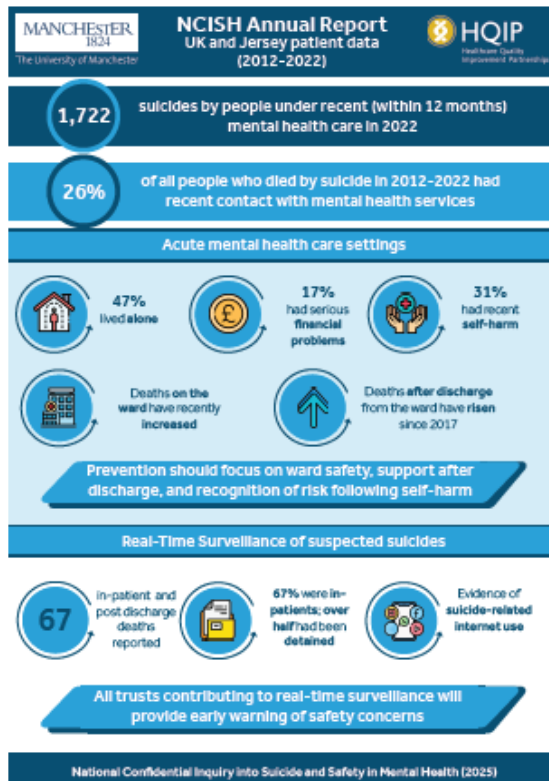 MANCHESTER
1824
The University of Manchester
NCISH Annual Report
UK and Jersey patient data
(2012-2022)
HQIP
Healthcare Quality
Improvement Partnership
1,722
suicides by people under recent (within 12 months)
mental health care in 2022
26%
of all people who died by suicide in 2012-2022 had
recent contact with mental health services
Acute mental health care settings
47%
lived alone
£
17%
had serious
financial
problems
31%
had recent
self-harm
Deaths on the
ward have recently
increased
Deaths after discharge
from the ward have risen
since 2017
Prevention should focus on ward safety, support after
discharge, and recognition of risk following self-harm
Real-Time Surveillance of suspected suicides
67
in-patient and
post discharge
deaths
reported
67% were in-
patients; over
half had been
detained
Evidence of
suicide-related
internet use
All trusts contributing to real-time surveillance will
provide early warning of safety concerns
National Confidential Inquiry into Suicide and Safety in Mental Health (2025)